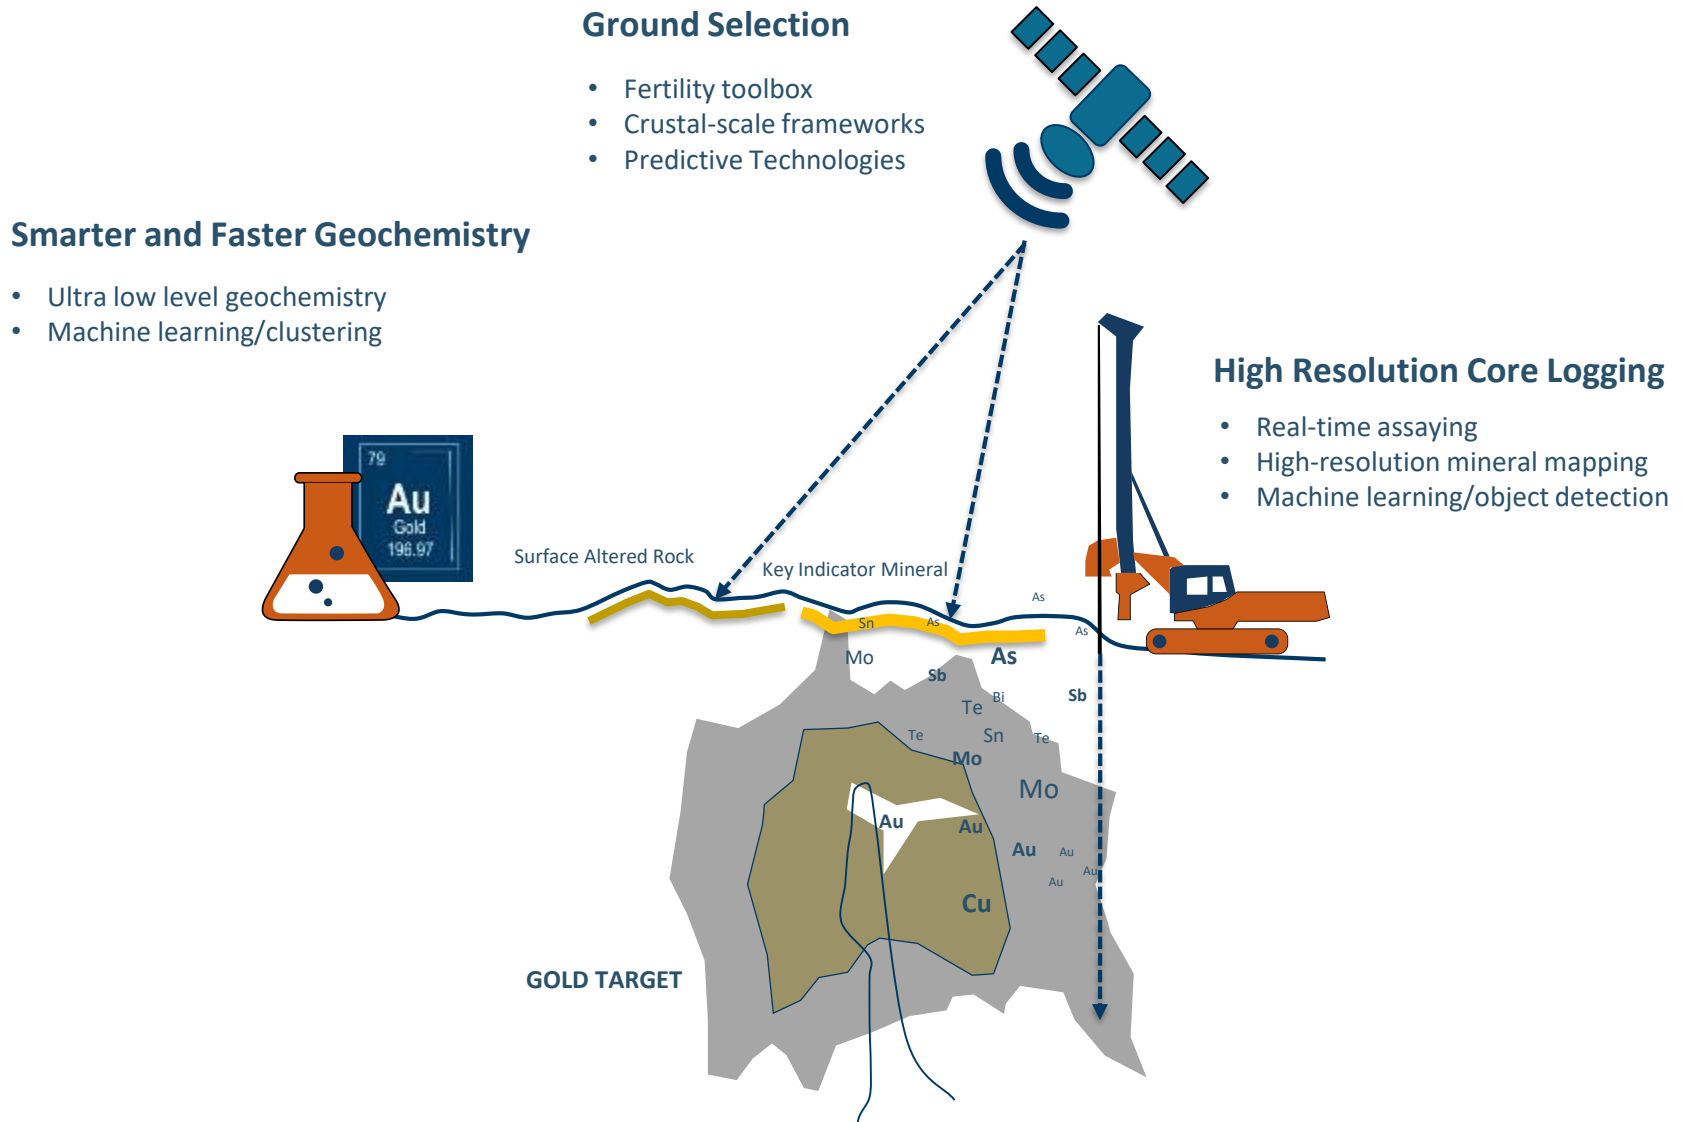 Ground Selection
• Fertility toolbox
• Crustal-scale frameworks
• Predictive Technologies
Smarter and Faster Geochemistry
• Ultra low level geochemistry
• Machine learning/clustering
High Resolution Core Logging
• Real-time assaying
• High-resolution mineral mapping
• Machine learning/object detection
79
Au
Gold
196.97
Surface Altered Rock
Key Indicator Mineral
As
Sn
As
As
Mo
As
Sb
Bi
Sb
Te
Te
Sn
Te
Mo
Mo
Au
Au
Au
Au
Au
Au
Cu
GOLD TARGET